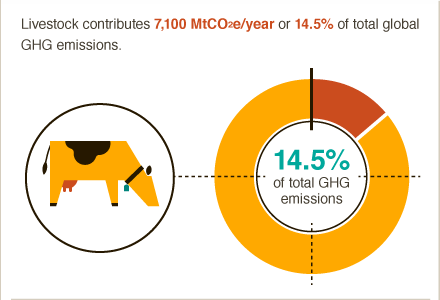 Livestock contributes 7,100 MtCO2e/year or 14.5% of total global
GHG emissions.
14.5%
of total GHG
emissions